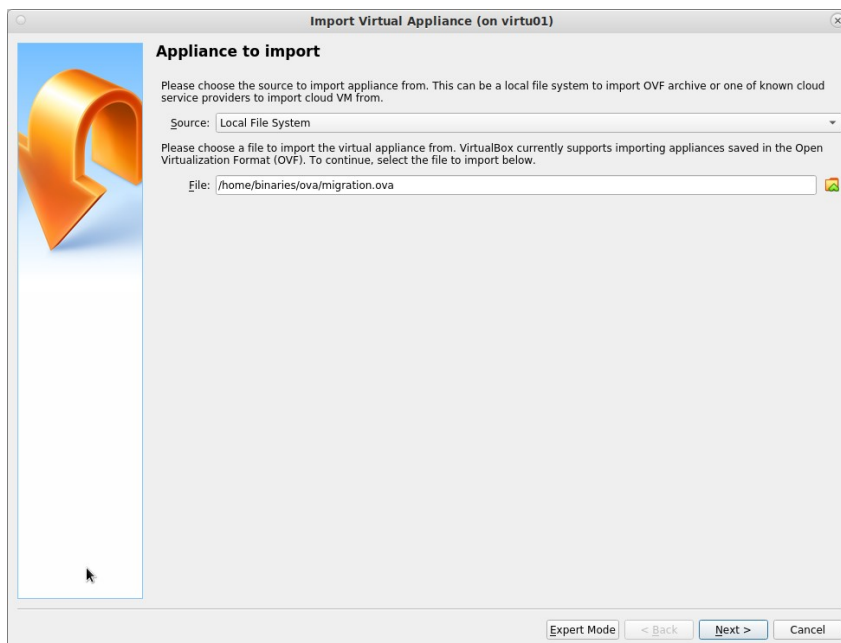 Import Virtual Appliance (on virtu01)
Appliance to import
Please choose the source to import appliance from. This can be a local file system to import OVF archive or one of known cloud
service providers to import cloud VM from.
Source: Local File System
Please choose a file to import the virtual appliance from. VirtualBox currently supports importing appliances saved in the Open
Virtualization Format (OVF). To continue, select the file to import below.
File: /home/binaries/ova/migration.ova
Expert Mode < Back Next > Cancel